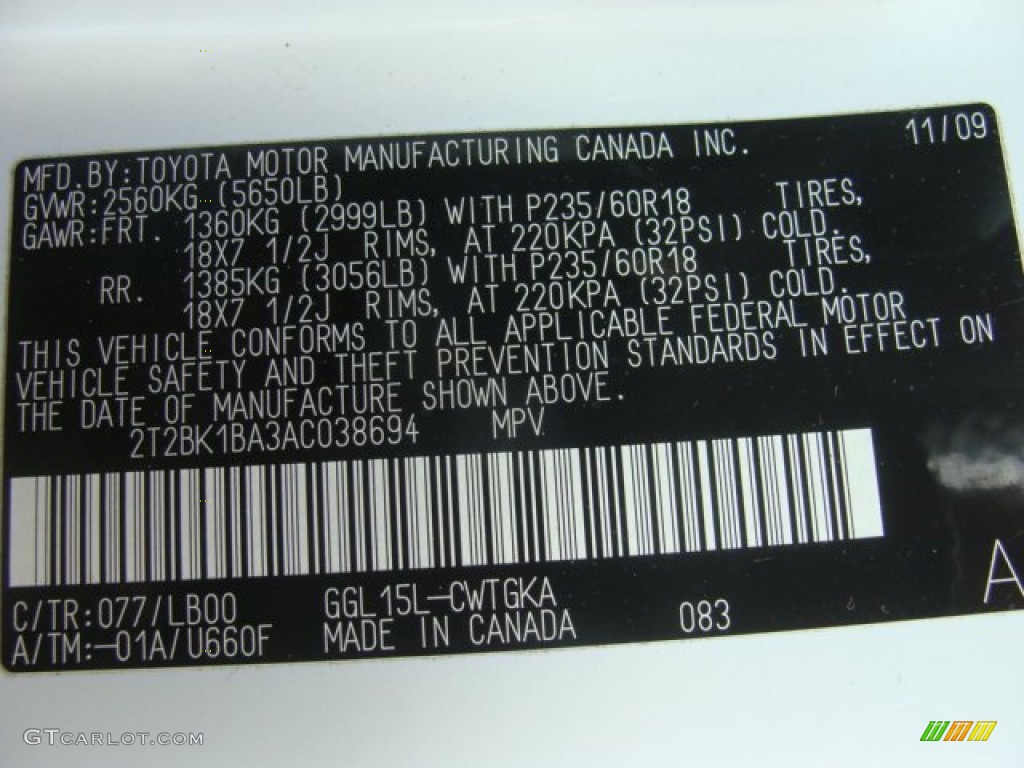 MFD. BY: TOYOTA MOTOR MANUFACTURING CANADA INC. 11/09
GVWR: 2560KG (5650LB)
GAWR: FRT. 1360KG (2999LB) WITH P235/60R18 TIRES,
18X7 1/2J RIMS, AT 220KPA (32PSI) COLD.
RR. 1385KG (3056LB) WITH P235/60R18 TIRES,
18X7 1/2J RIMS, AT 220KPA (32PSI) COLD.
THIS VEHICLE CONFORMS TO ALL APPLICABLE FEDERAL MOTOR
VEHICLE SAFETY AND THEFT PREVENTION STANDARDS IN EFFECT ON
THE DATE OF MANUFACTURE SHOWN ABOVE.
2T2BK1BA3AC038694 MPV
C/TR: 077/LB00 GGL15L-CWTGKA 083 A
A/TM: -01A/U660F MADE IN CANADA
GTCARLOT.COM